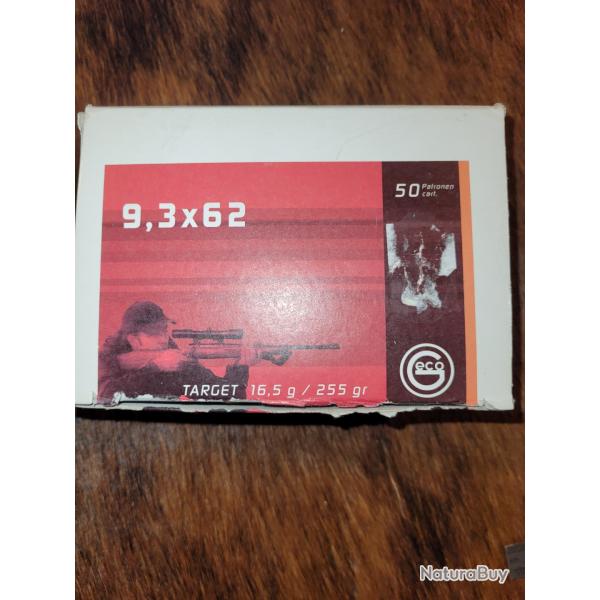 50 Patronen
cart.
9,3x62
Geco
TARGET 16,5 g / 255 gr
NaturaBuy